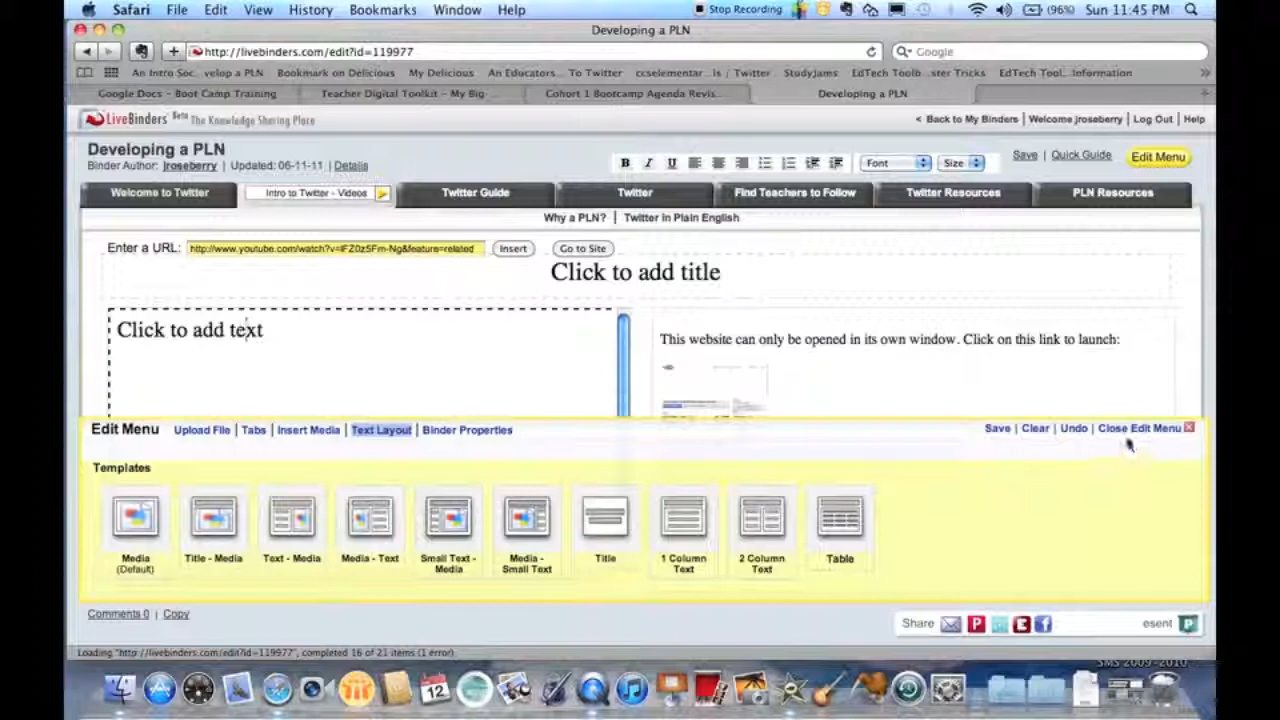 Safari File Edit View History Bookmarks Window Help Stop Recording (96%) Sun 11:45 PM
Developing a PLN
http://livebinders.com/edit?id=119977 Google
An Intro Soc...velop a PLN Bookmark on Delicious My Delicious An Educators... To Twitter ccselementar...ls / Twitter StudyJams EdTech Toolb...ster Tricks EdTech Tool...Information
Google Docs - Boot Camp Training Teacher Digital Toolkit - My Big- Cohort 1 Bootcamp Agenda Revis... Developing a PLN
LiveBinders Beta The Knowledge Sharing Place < Back to My Binders | Welcome jroseberry | Log Out | Help
Developing a PLN
Binder Author: jroseberry | Updated: 06-11-11 | Details
B I U Font Size Save | Quick Guide Edit Menu
Welcome to Twitter Intro to Twitter - Videos Twitter Guide Twitter Find Teachers to Follow Twitter Resources PLN Resources
Why a PLN? | Twitter in Plain English
Enter a URL: http://www.youtube.com/watch?v=lFZ0z5Fm-Ng&feature=related Insert Go to Site
Click to add title
Click to add text
This website can only be opened in its own window. Click on this link to launch:
Edit Menu Upload File | Tabs | Insert Media | Text Layout | Binder Properties Save | Clear | Undo | Close Edit Menu
Templates
Media (Default)
Title - Media
Text - Media
Media - Text
Small Text - Media
Media - Small Text
Title
1 Column Text
2 Column Text
Table
Comments 0 | Copy
Share esent
Loading "http://livebinders.com/edit?id=119977", completed 16 of 21 items (1 error)
SMS 2009-2010